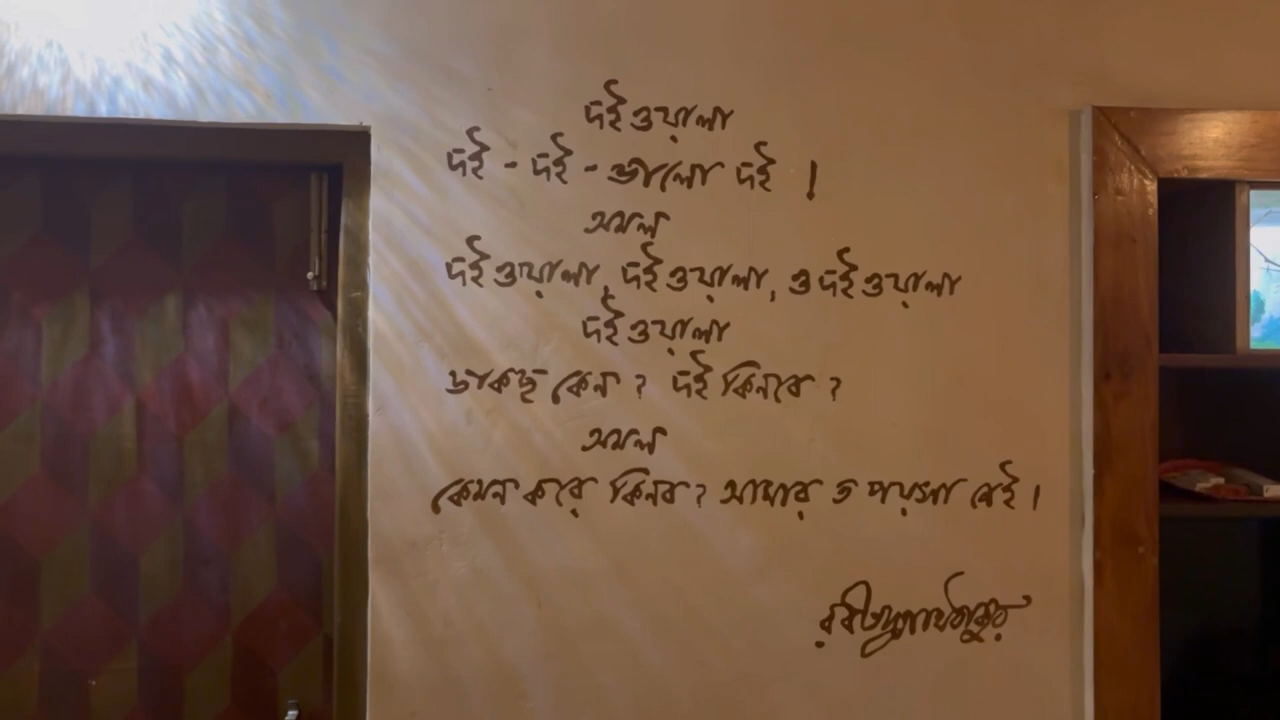 দইওয়ালা
দই - দই - ভালো দই !
অমল
দইওয়ালা, দইওয়ালা, ও দইওয়ালা
দইওয়ালা
ডাকছ কেন ? দই কিনবে ?
অমল
কেমন করে কিনব ? আমার ত পয়সা নেই ।
রবীন্দ্রনাথ ঠাকুর